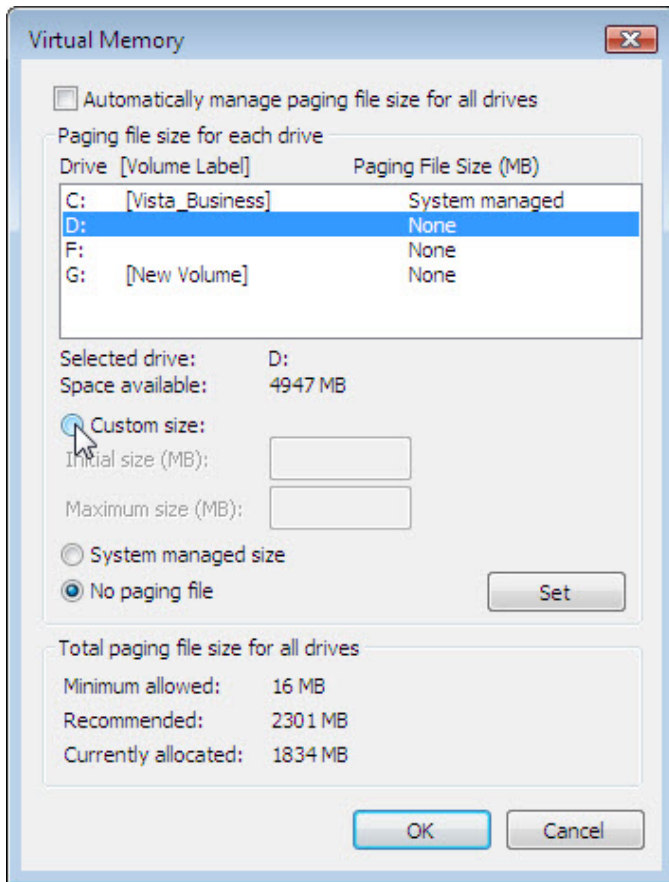 Virtual Memory
Automatically manage paging file size for all drives
Paging file size for each drive
Drive [Volume Label] Paging File Size (MB)
C: [Vista_Business] System managed
D: None
F: None
G: [New Volume] None
Selected drive: D:
Space available: 4947 MB
Custom size:
Initial size (MB):
Maximum size (MB):
System managed size
No paging file
Set
Total paging file size for all drives
Minimum allowed: 16 MB
Recommended: 2301 MB
Currently allocated: 1834 MB
OK Cancel